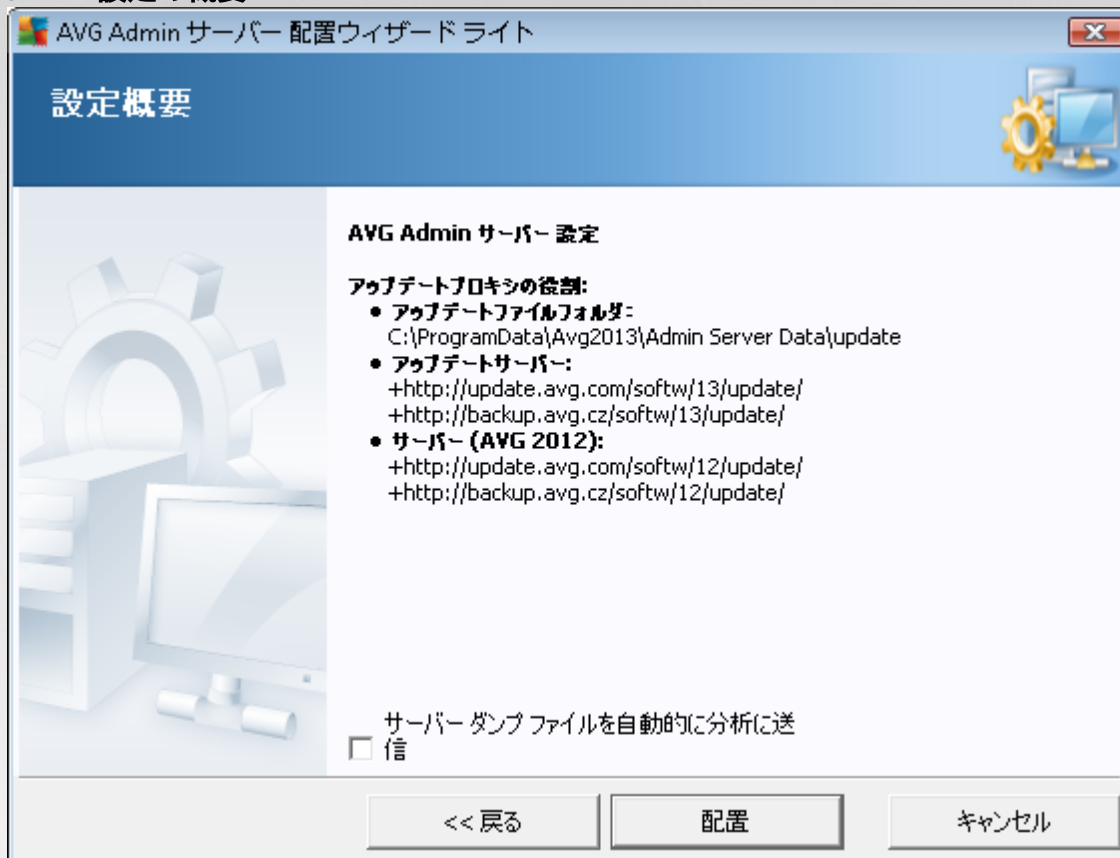 AVG Admin サーバー 配置ウィザード ライト
設定概要
AVG Admin サーバー 設定
アップデートプロキシの役割:
● アップデートファイルフォルダ:
C:\ProgramData\Avg2013\Admin Server Data\update
● アップデートサーバー:
+http://update.avg.com/softw/13/update/
+http://backup.avg.cz/softw/13/update/
● サーバー (AVG 2012):
+http://update.avg.com/softw/12/update/
+http://backup.avg.cz/softw/12/update/
サーバー ダンプ ファイルを自動的に分析に送
信
<< 戻る
配置
キャンセル